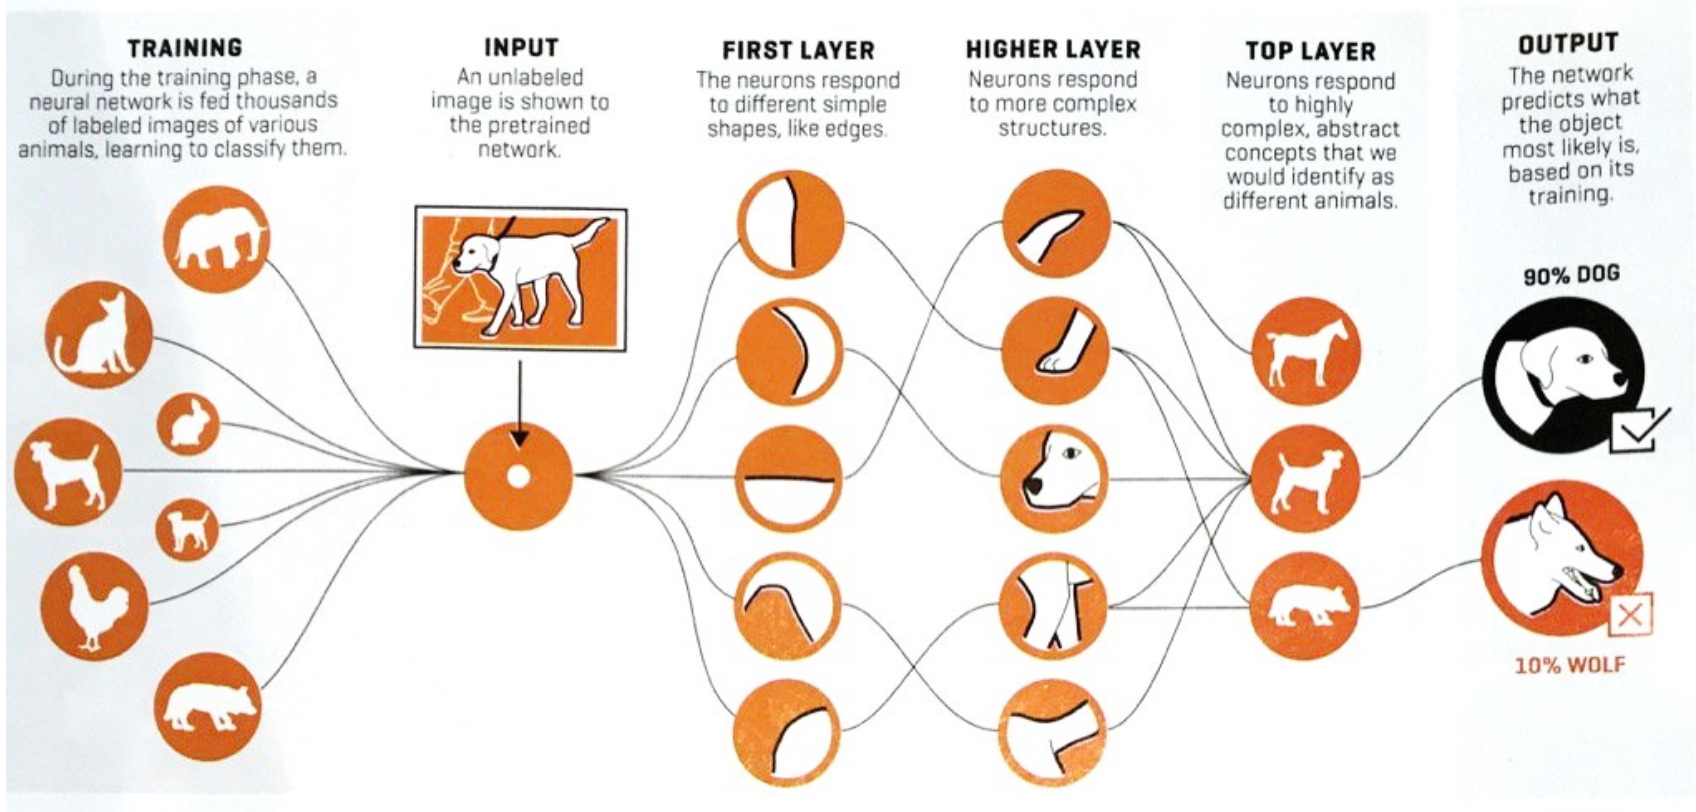 TRAINING
During the training phase, a
neural network is fed thousands
of labeled images of various
animals, learning to classify them.
INPUT
An unlabeled
image is shown to
the pretrained
network.
FIRST LAYER
The neurons respond
to different simple
shapes, like edges.
HIGHER LAYER
Neurons respond
to more complex
structures.
TOP LAYER
Neurons respond
to highly
complex, abstract
concepts that we
would identify as
different animals.
OUTPUT
The network
predicts what
the object
most likely is,
based on its
training.
90% DOG
10% WOLF